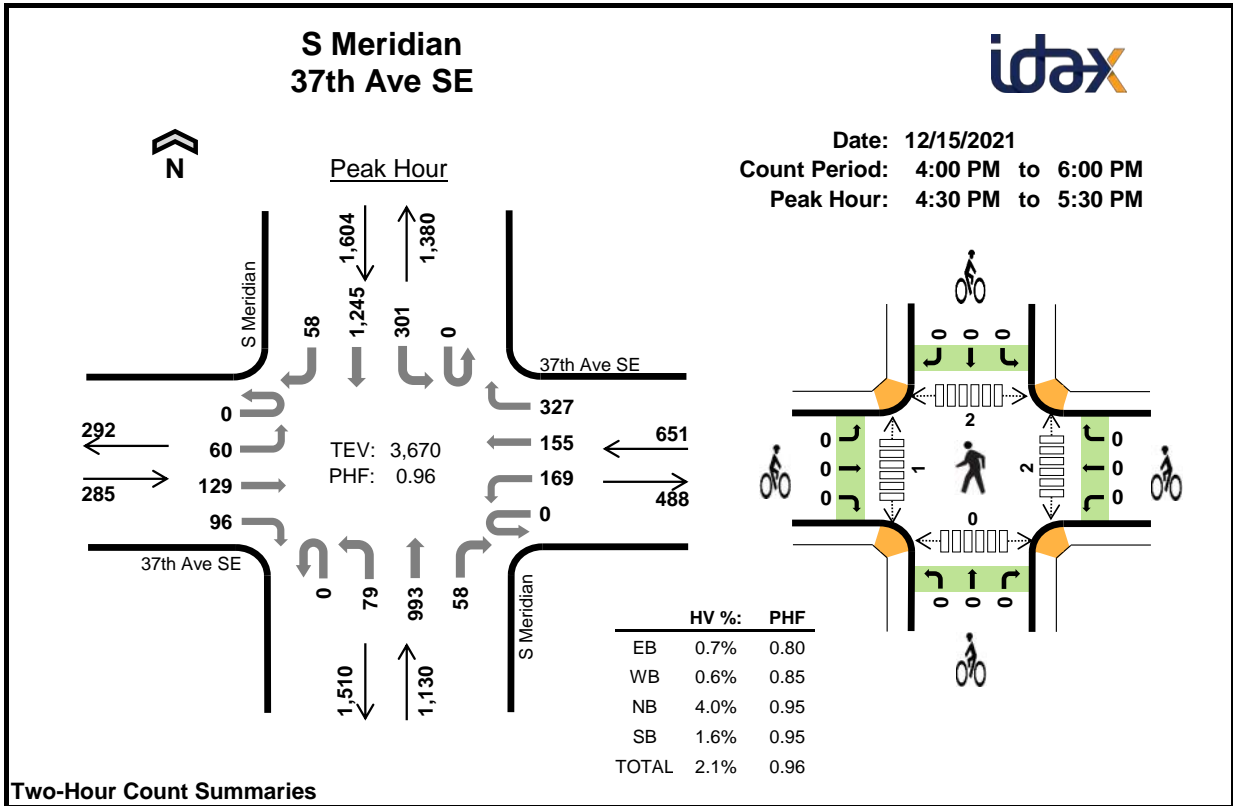 S Meridian
37th Ave SE
idax
N
Peak Hour
Date: 12/15/2021
Count Period: 4:00 PM to 6:00 PM
Peak Hour: 4:30 PM to 5:30 PM
1,604
1,380
S Meridian
58
1,245
301
0
37th Ave SE
0
60
129
96
292
285
TEV: 3,670
PHF: 0.96
327
155
169
0
651
488
37th Ave SE
0
79
993
58
S Meridian
1,510
1,130
0 0 0
2
0
0
0
1
2
0
0
0
0
0 0 0
HV %: PHF
EB 0.7% 0.80
WB 0.6% 0.85
NB 4.0% 0.95
SB 1.6% 0.95
TOTAL 2.1% 0.96
Two-Hour Count Summaries